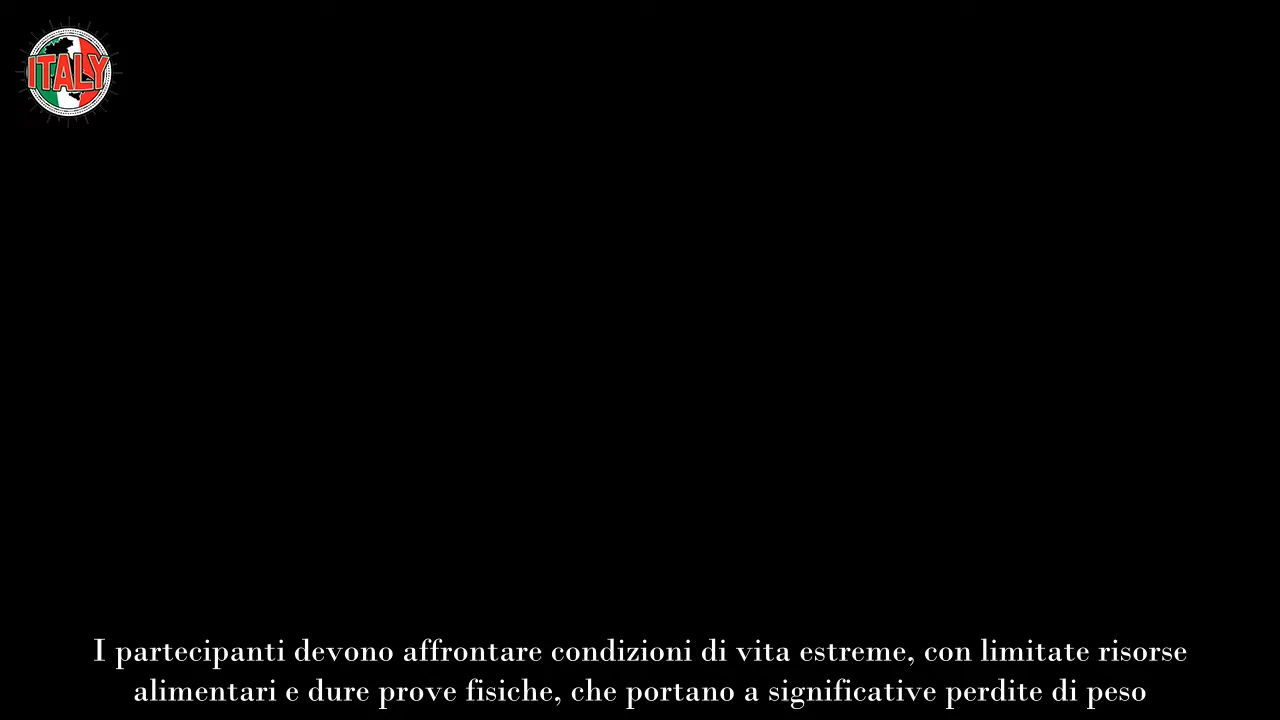 ITALY
I partecipanti devono affrontare condizioni di vita estreme, con limitate risorse
alimentari e dure prove fisiche, che portano a significative perdite di peso